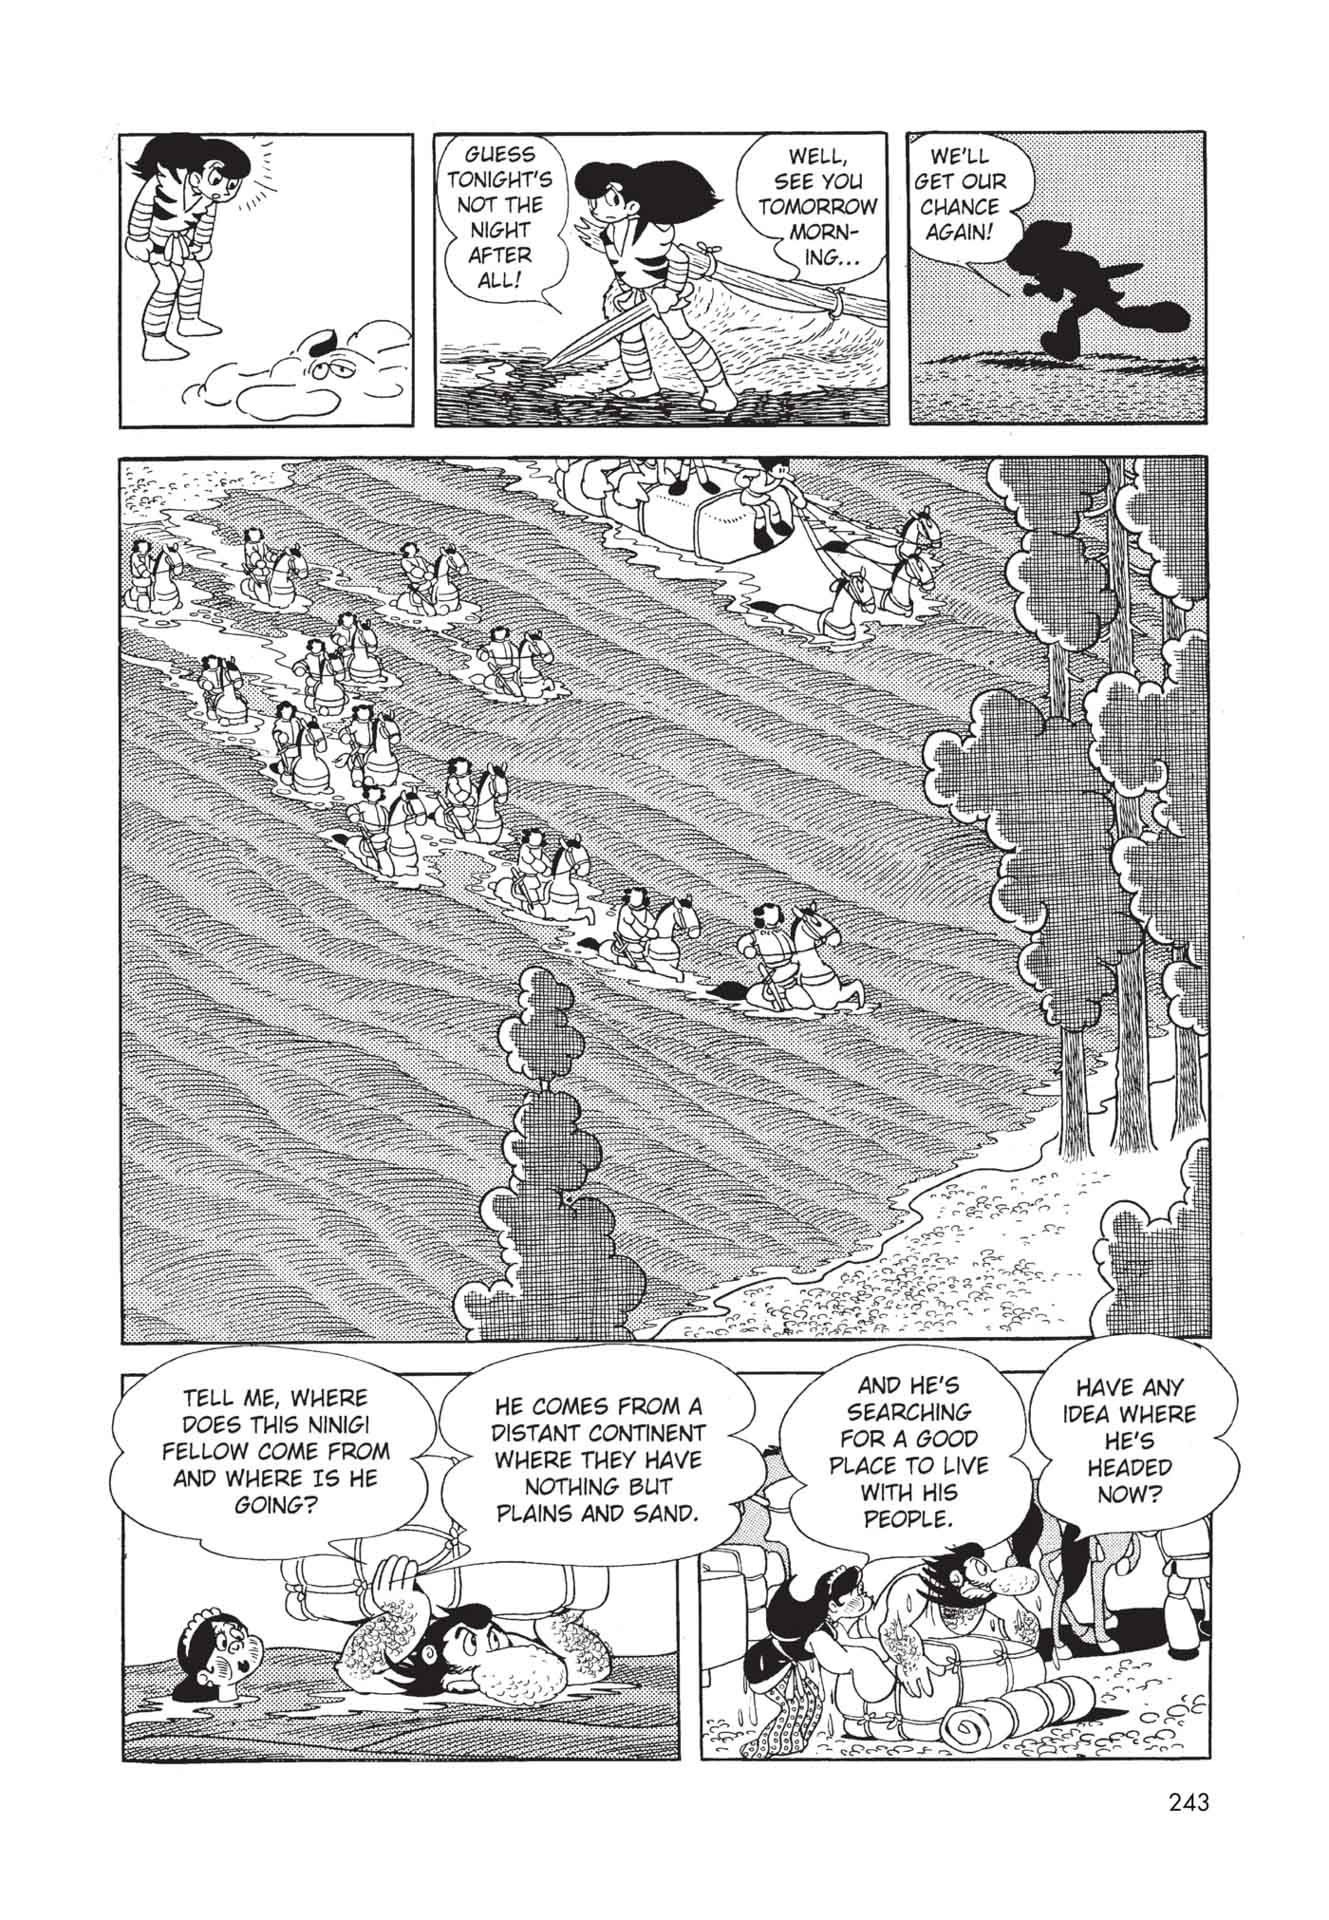 GUESS
TONIGHT'S
NOT THE
NIGHT
AFTER
ALL!
WELL,
SEE YOU
TOMORROW
MORN-
ING...
WE'LL
GET OUR
CHANCE
AGAIN!
TELL ME, WHERE
DOES THIS NINIGI
FELLOW COME FROM
AND WHERE IS HE
GOING?
HE COMES FROM A
DISTANT CONTINENT
WHERE THEY HAVE
NOTHING BUT
PLAINS AND SAND.
AND HE'S
SEARCHING
FOR A GOOD
PLACE TO LIVE
WITH HIS
PEOPLE.
HAVE ANY
IDEA WHERE
HE'S
HEADED
NOW?
243